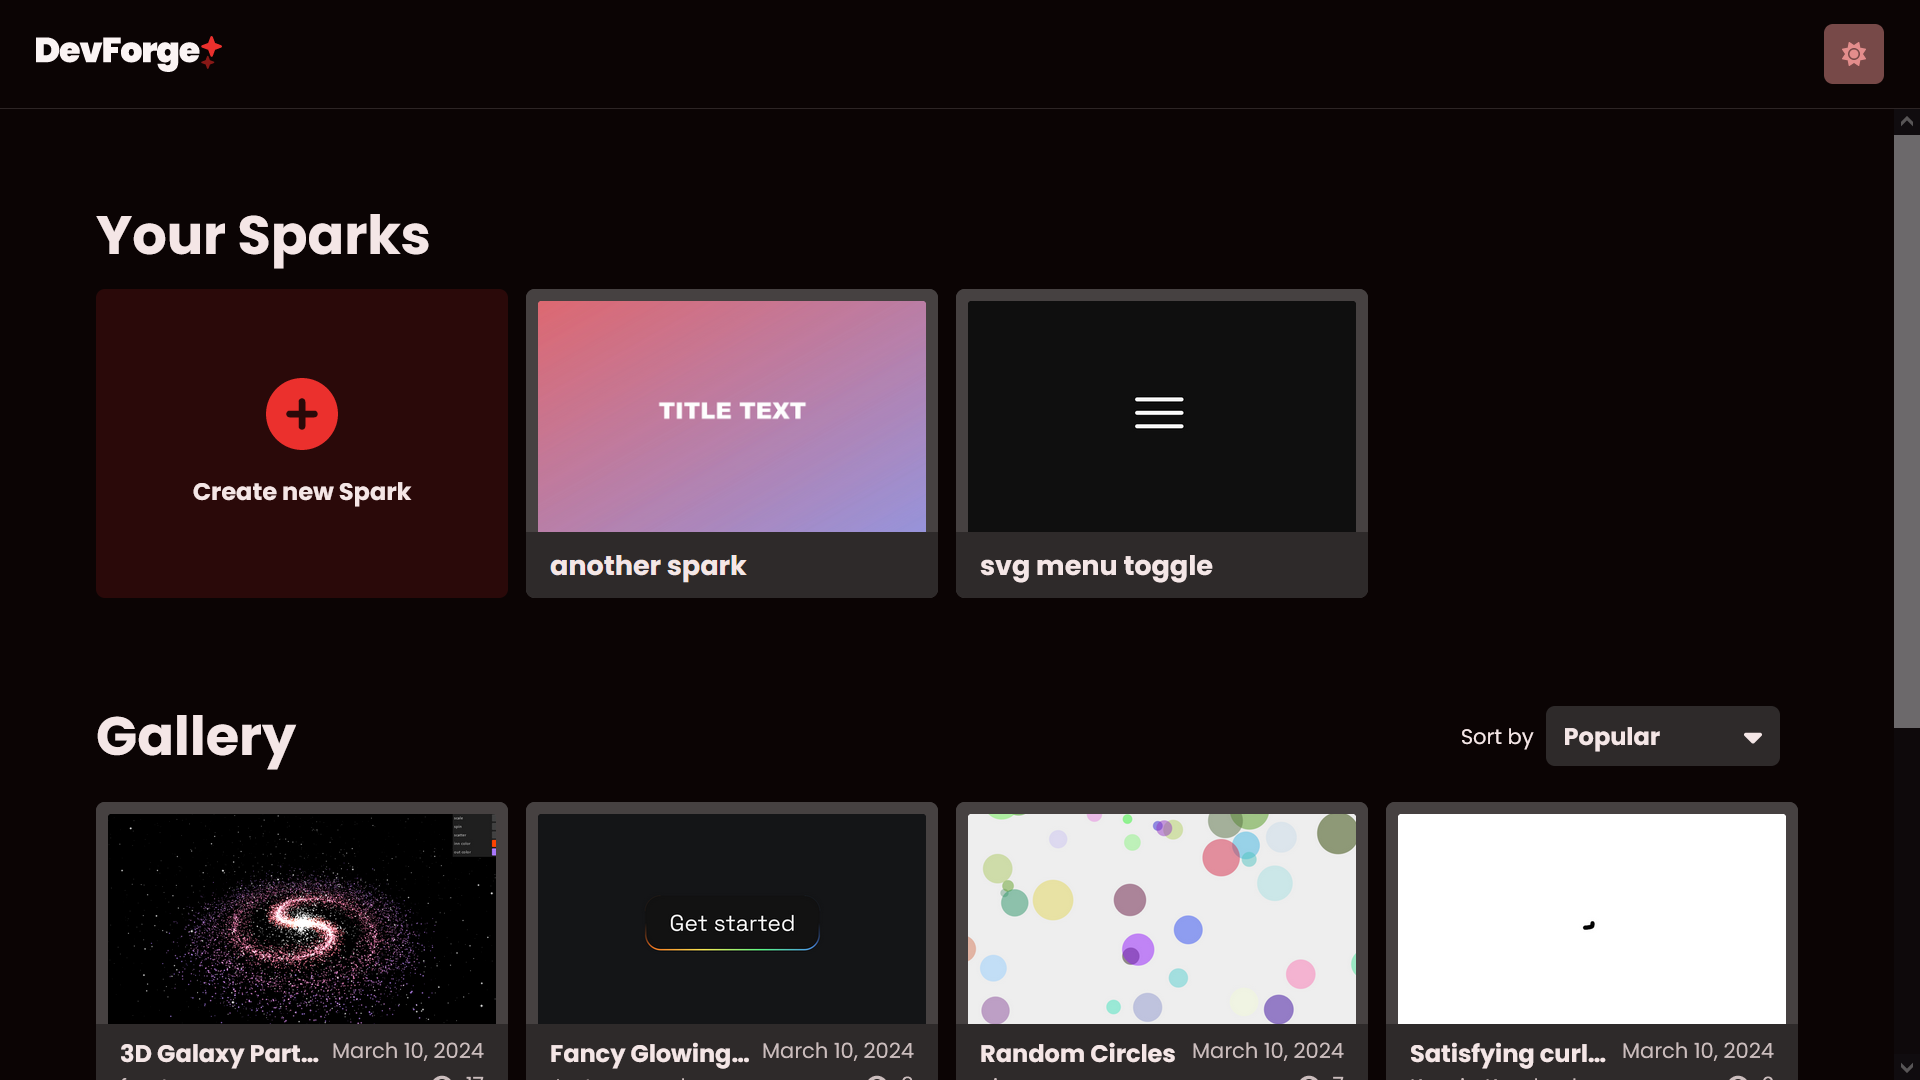 DevForge
Your Sparks
Create new Spark
TITLE TEXT
another spark
svg menu toggle
Gallery
Sort by
Popular
Get started
3D Galaxy Part... March 10, 2024
Fancy Glowing... March 10, 2024
Random Circles March 10, 2024
Satisfying curl... March 10, 2024